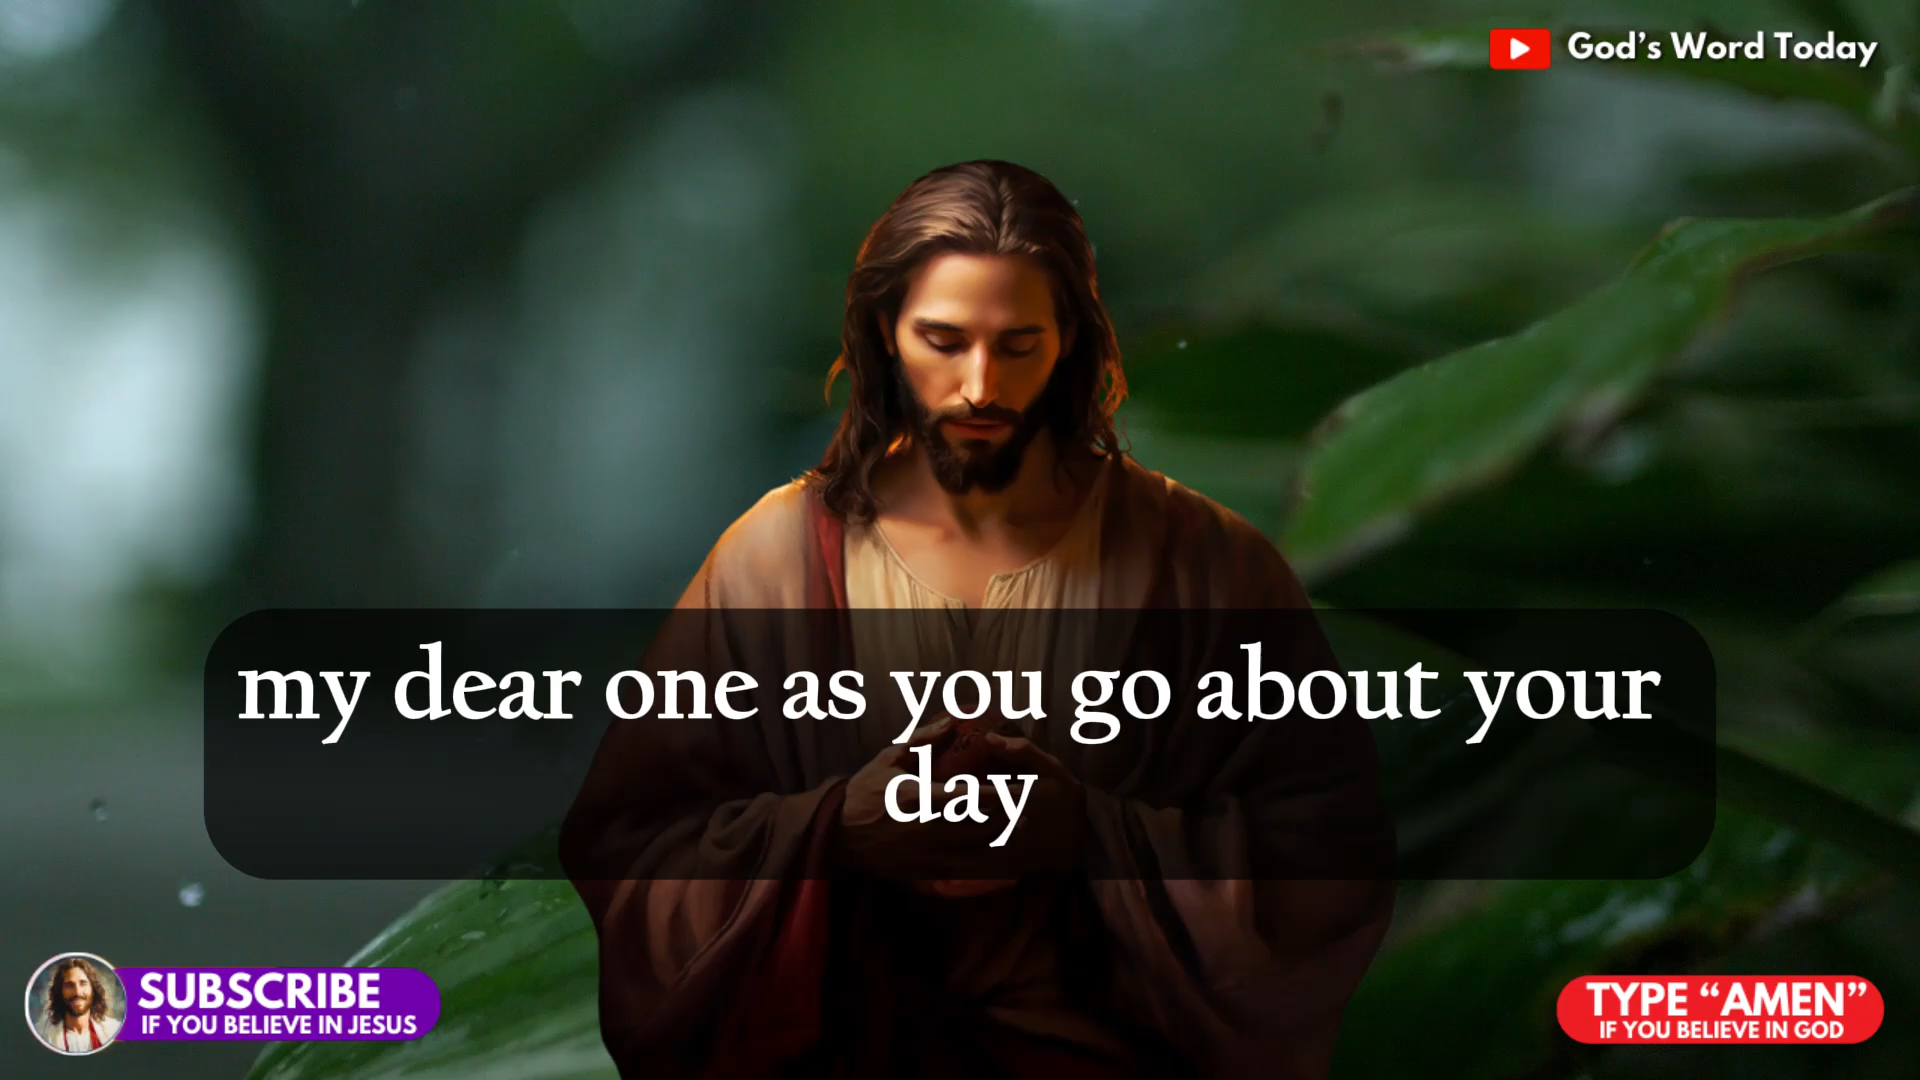 God’s Word Today
my dear one as you go about your
day
SUBSCRIBE
IF YOU BELIEVE IN JESUS
TYPE “AMEN”
IF YOU BELIEVE IN GOD